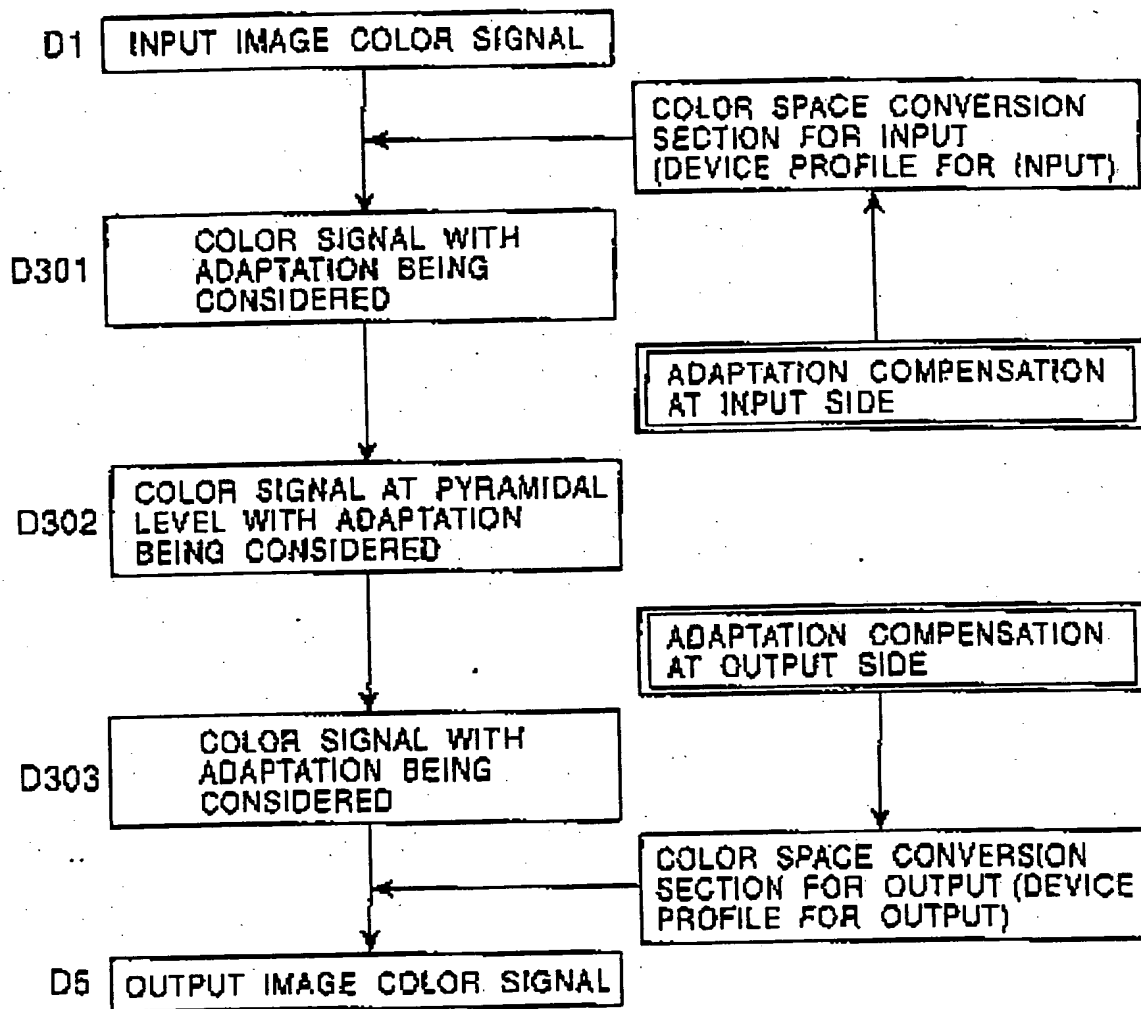 D1 INPUT IMAGE COLOR SIGNAL
COLOR SPACE CONVERSION
SECTION FOR INPUT
(DEVICE PROFILE FOR INPUT)
D301
COLOR SIGNAL WITH
ADAPTATION BEING
CONSIDERED
ADAPTATION COMPENSATION
AT INPUT SIDE
D302
COLOR SIGNAL AT PYRAMIDAL
LEVEL WITH ADAPTATION
BEING CONSIDERED
ADAPTATION COMPENSATION
AT OUTPUT SIDE
D303
COLOR SIGNAL WITH
ADAPTATION BEING
CONSIDERED
COLOR SPACE CONVERSION
SECTION FOR OUTPUT (DEVICE
PROFILE FOR OUTPUT)
D5 OUTPUT IMAGE COLOR SIGNAL